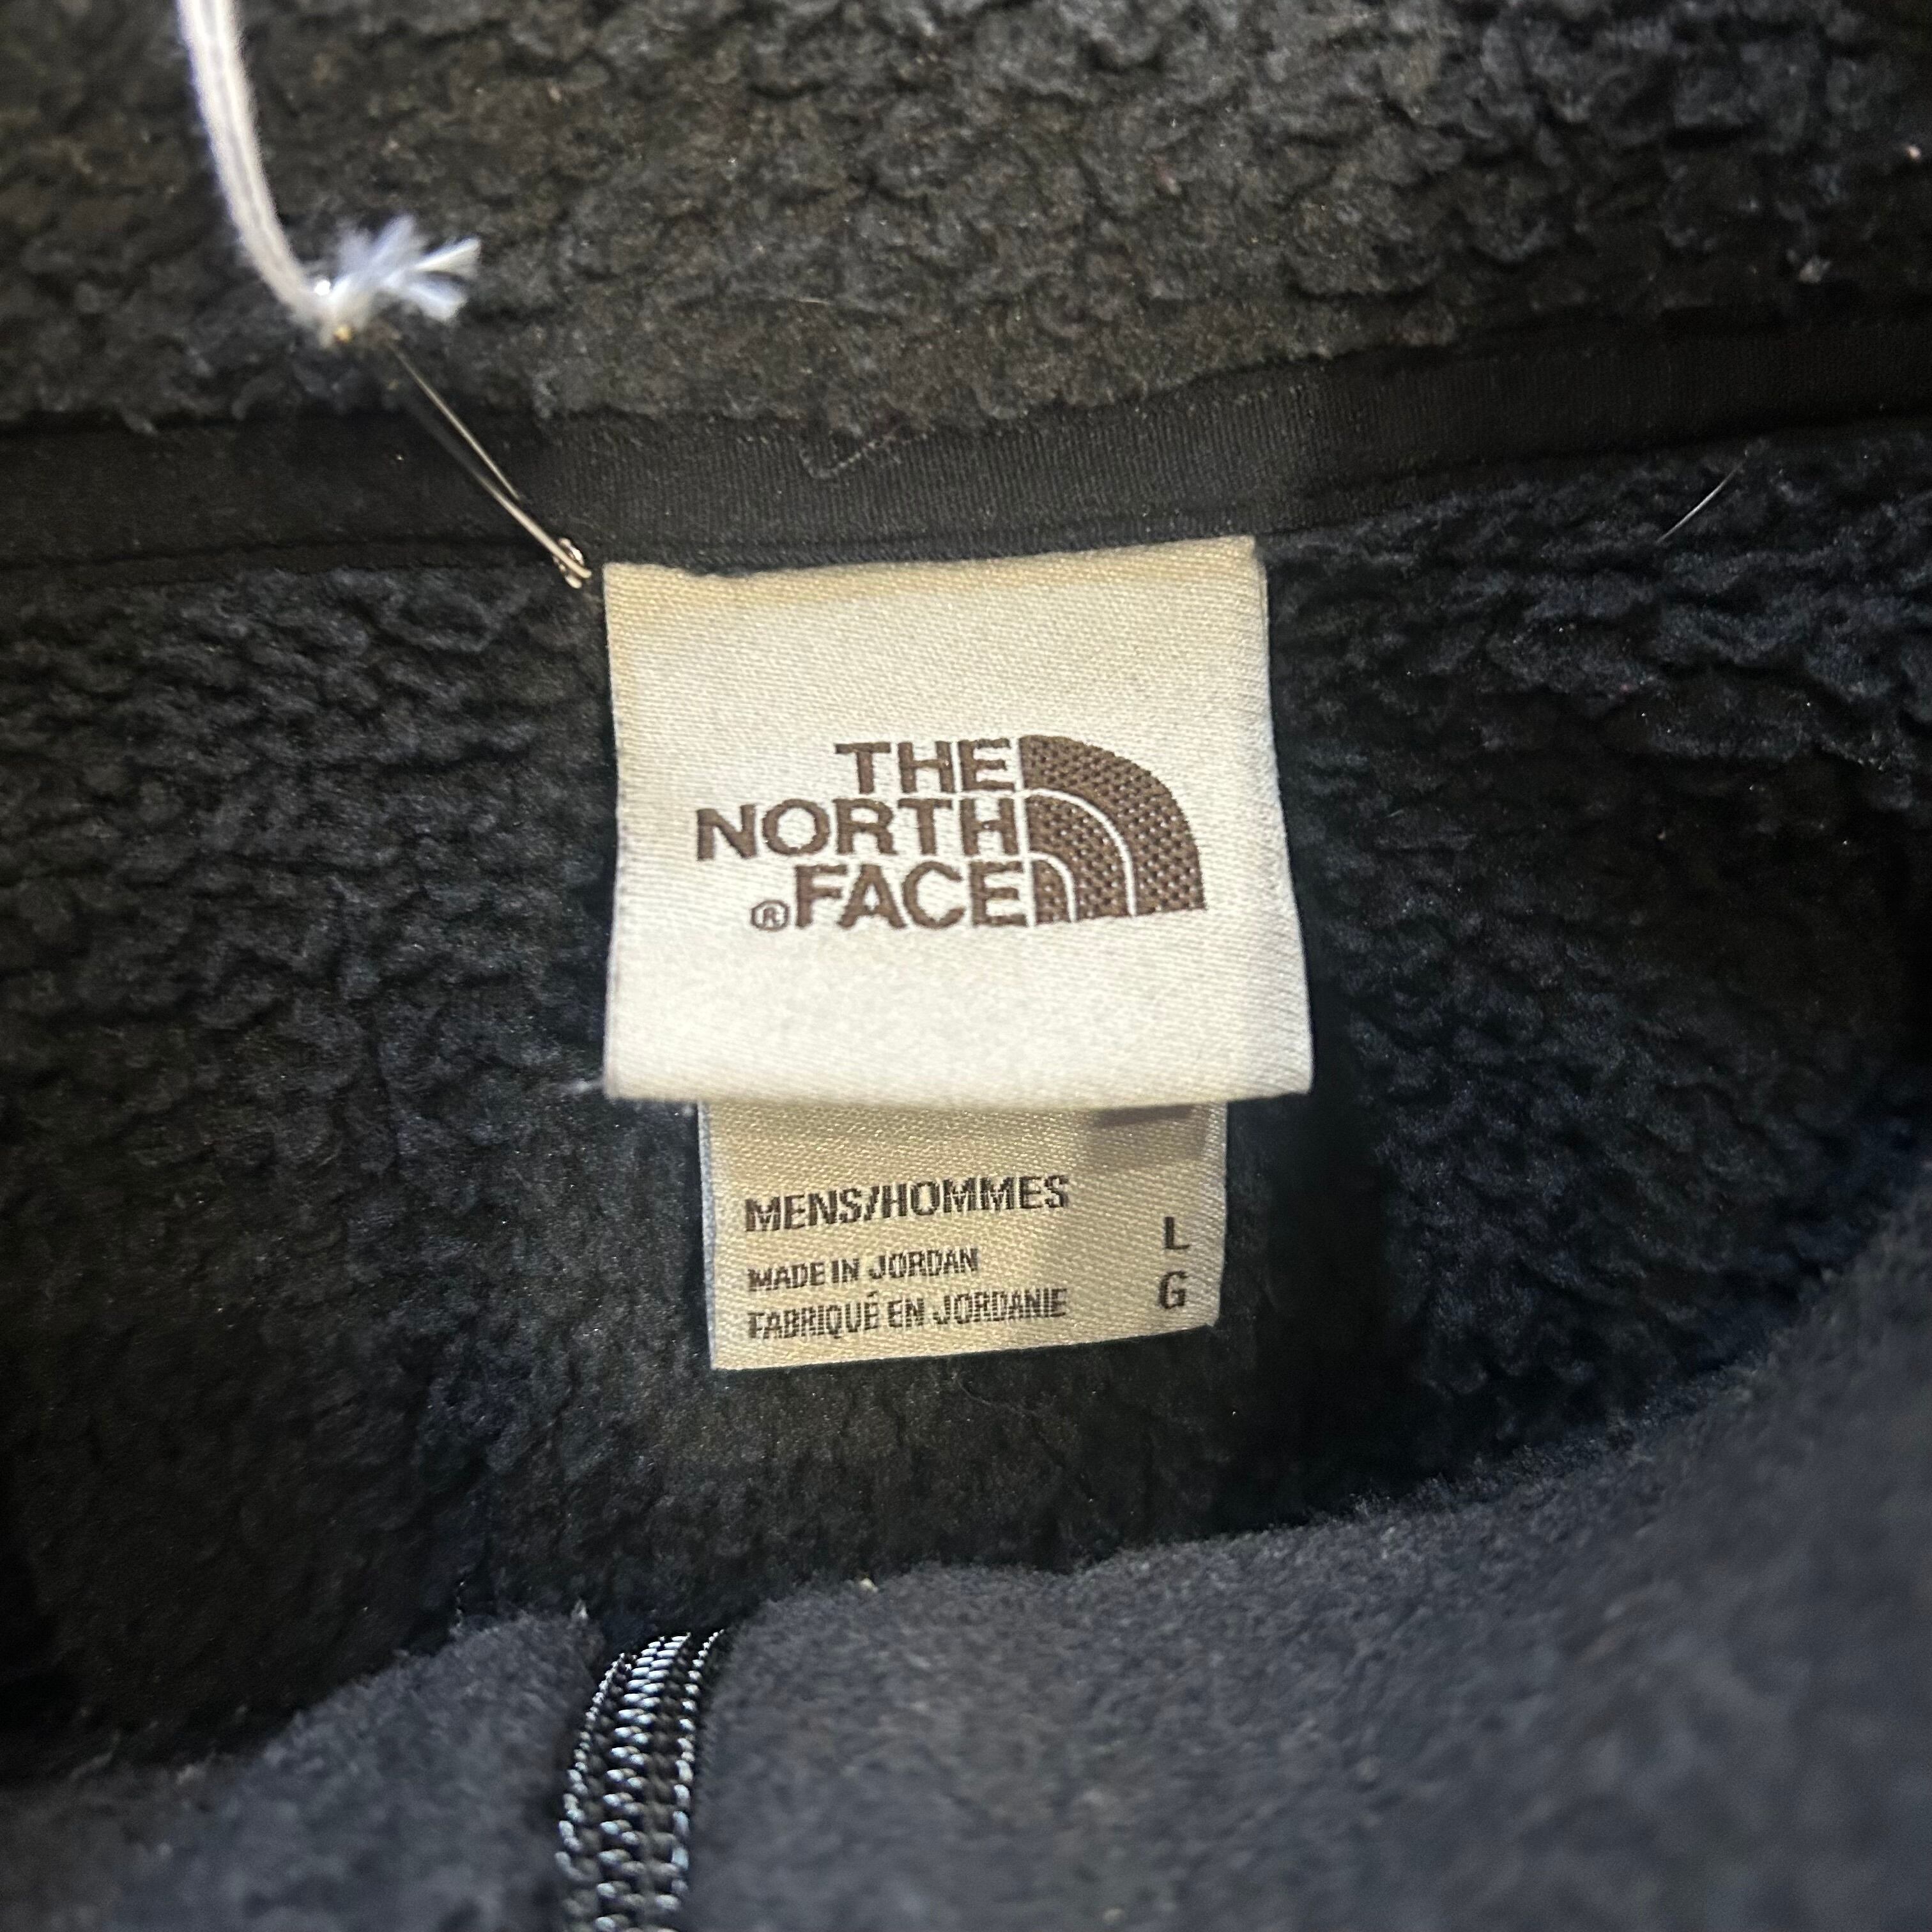 THE
NORTH
®FACE
MENS/HOMMES
L
MADE IN JORDAN
FABRIQUÉ EN JORDANIE
G